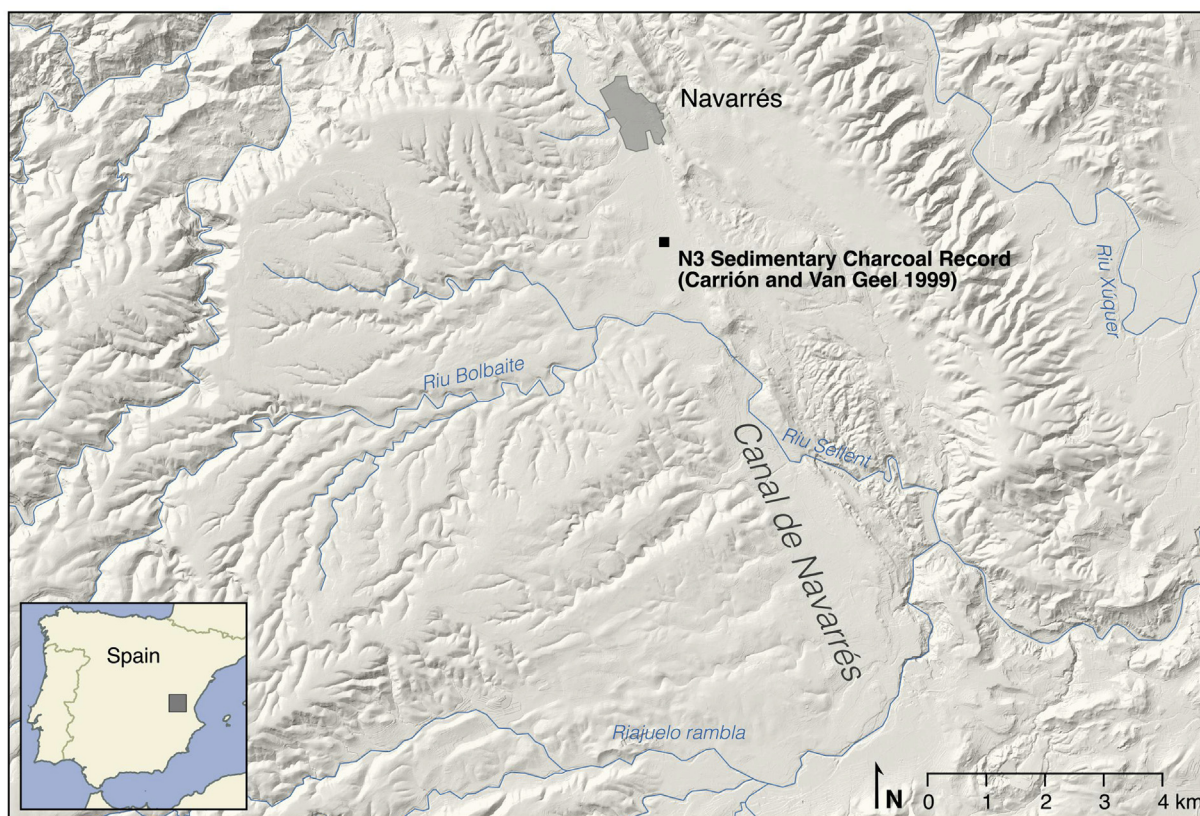 Navarrés
N3 Sedimentary Charcoal Record
(Carrión and Van Geel 1999)
Riu Xúquer
Riu Bolbaite
Riu Sellent
Canal de Navarrés
Spain
Riajuelo rambla
N
0 1 2 3 4 km